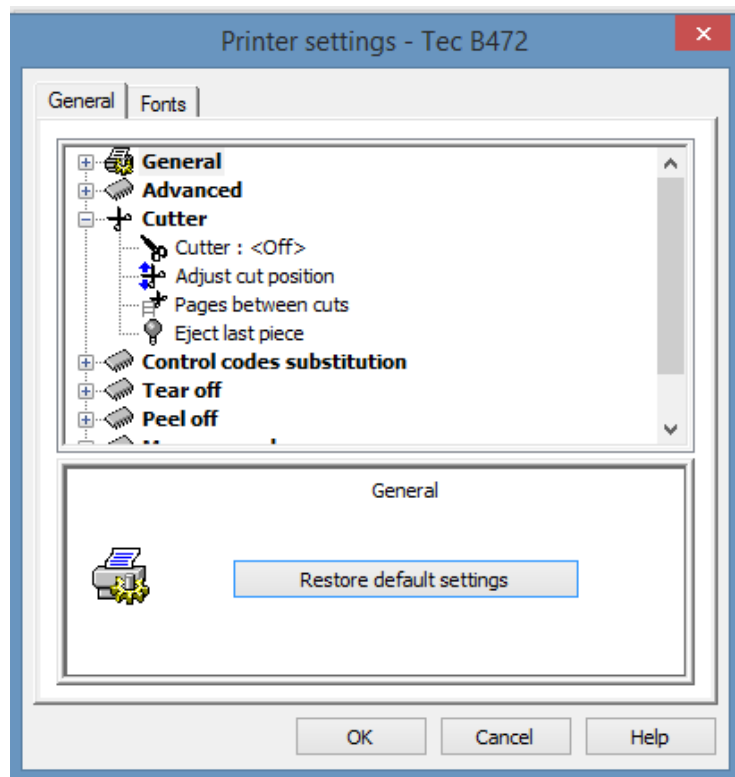 Printer settings - Tec B472
General
Fonts
General
Advanced
Cutter
Cutter : <Off>
Adjust cut position
Pages between cuts
Eject last piece
Control codes substitution
Tear off
Peel off
General
Restore default settings
OK
Cancel
Help